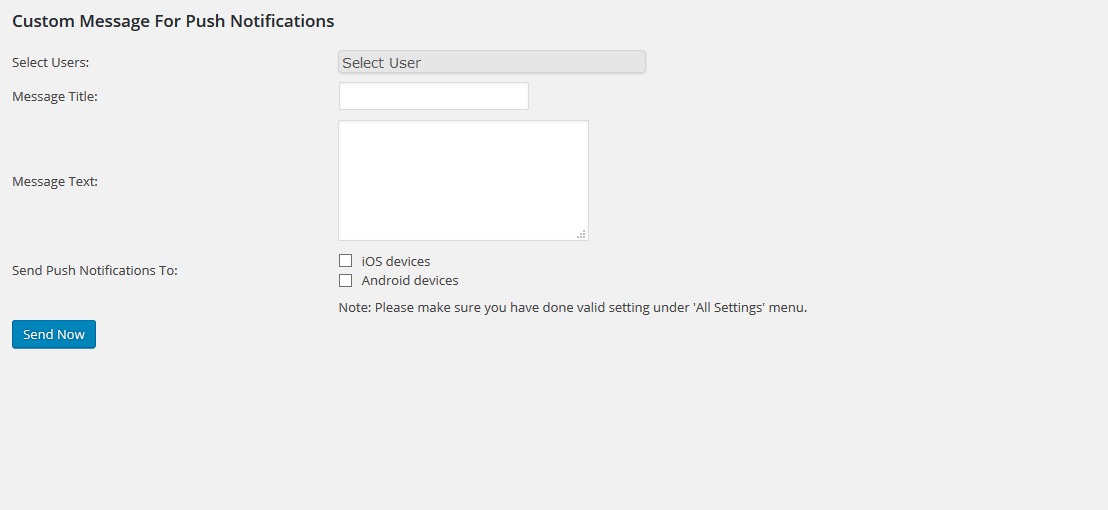 Custom Message For Push Notifications
Select Users:
Select User
Message Title:
Message Text:
Send Push Notifications To:
iOS devices
Android devices
Note: Please make sure you have done valid setting under 'All Settings' menu.
Send Now